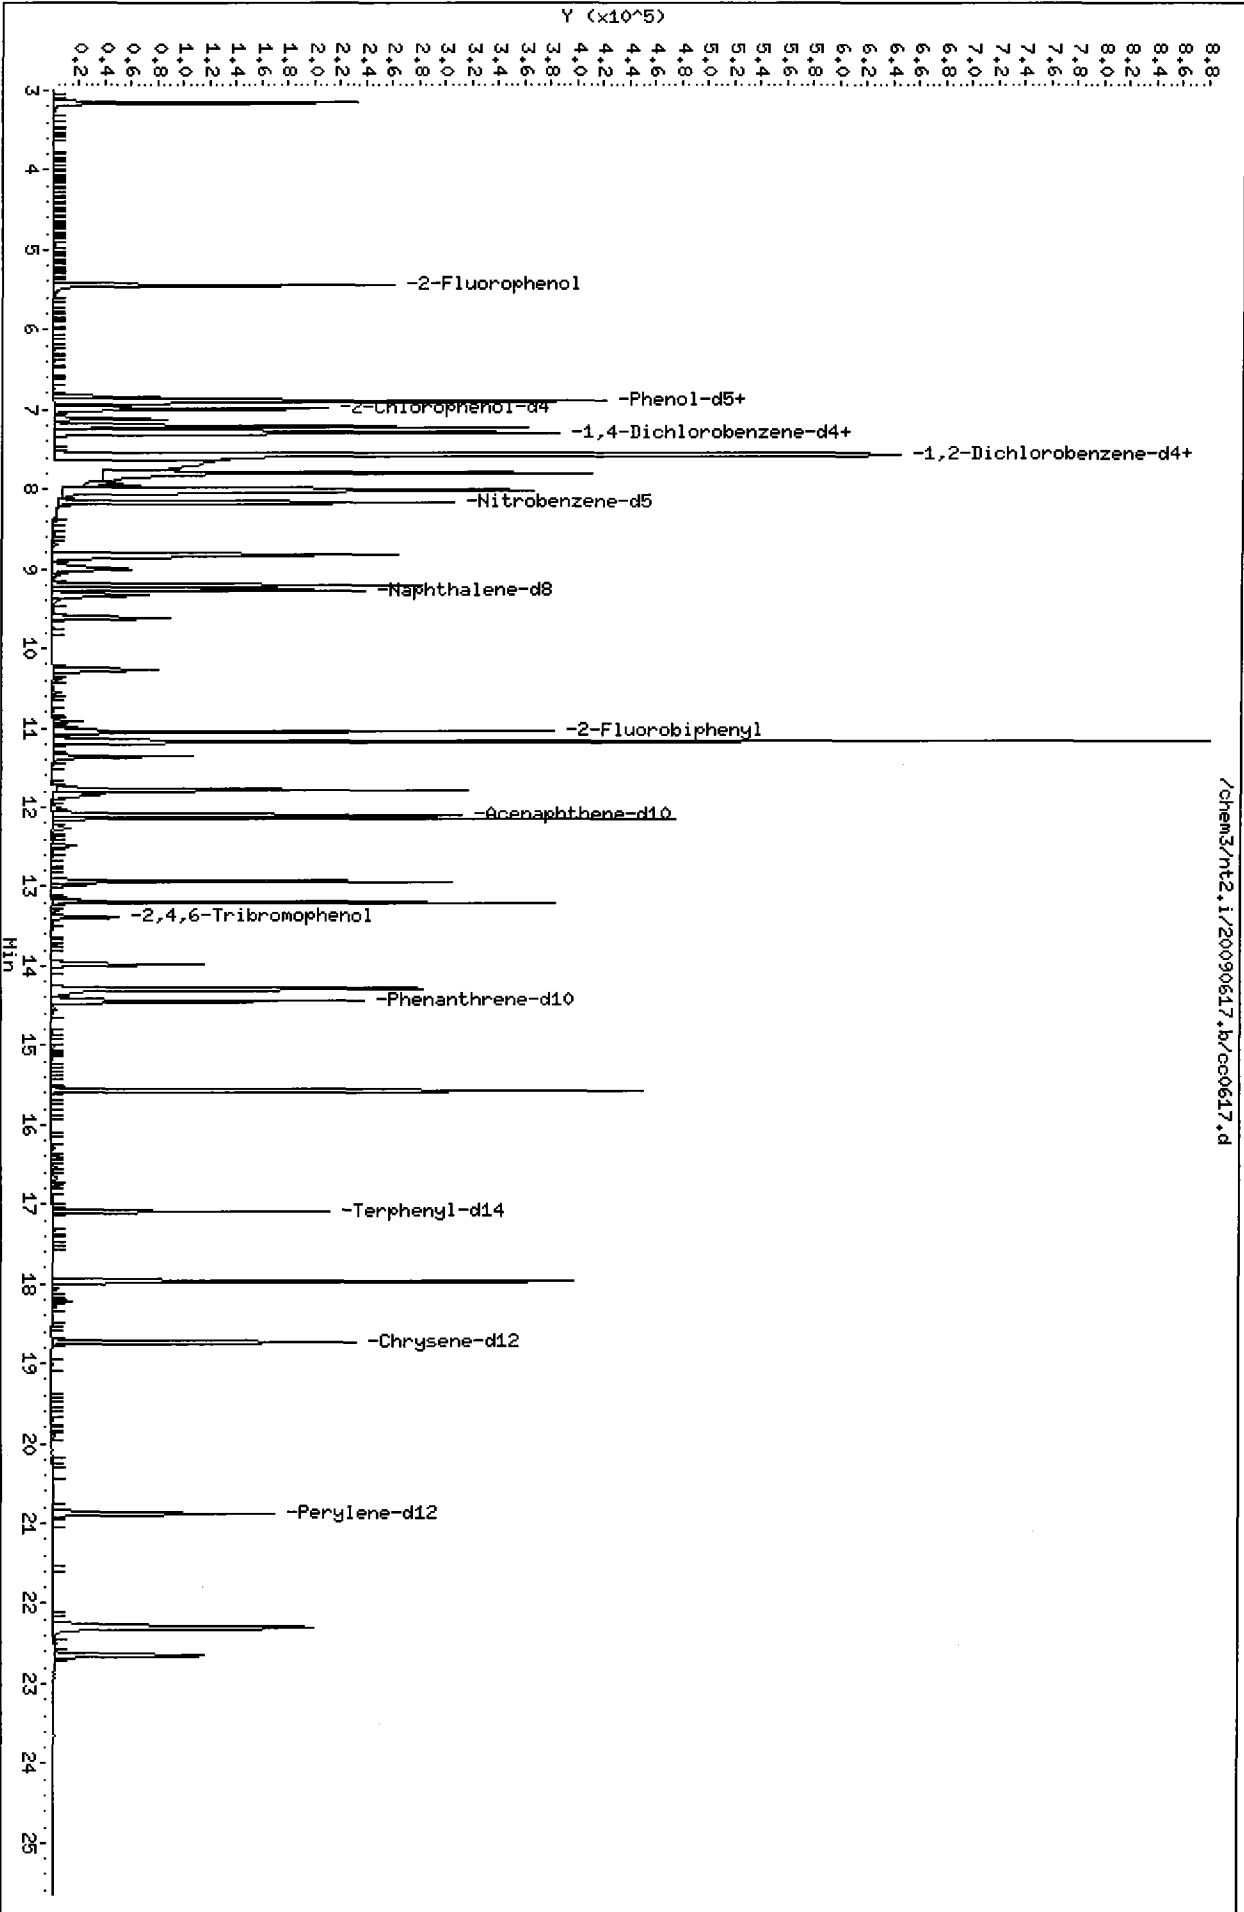 /chem3/nt2.i/20090617.b/cc0617.d
Y (x10^5)
8.8
8.6
8.4
8.2
8.0
7.8
7.6
7.4
7.2
7.0
6.8
6.6
6.4
6.2
6.0
5.8
5.6
5.4
5.2
5.0
4.8
4.6
4.4
4.2
4.0
3.8
3.6
3.4
3.2
3.0
2.8
2.6
2.4
2.2
2.0
1.8
1.6
1.4
1.2
1.0
0.8
0.6
0.4
0.2
-2-Fluorophenol
-Phenol-d5+
-2-Chlorophenol-d4
-1,4-Dichlorobenzene-d4+
-1,2-Dichlorobenzene-d4+
-Nitrobenzene-d5
-Naphthalene-d8
-2-Fluorobiphenyl
-Acenaphthene-d10
-2,4,6-Tribromophenol
-Phenanthrene-d10
-Terphenyl-d14
-Chrysene-d12
-Perylene-d12
3 4 5 6 7 8 9 10 11 12 13 14 15 16 17 18 19 20 21 22 23 24 25
Min